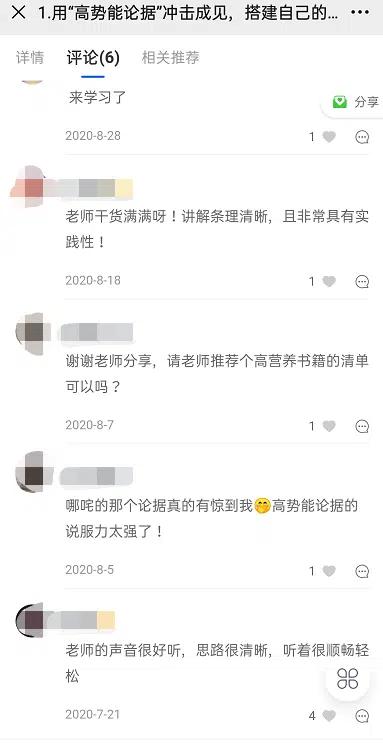 1.用“高势能论据”冲击成见，搭建自己的...
详情
评论(6)
相关推荐
来学习了
分享
2020-8-28
1
老师干货满满呀！讲解条理清晰，且非常具有实
践性！
2020-8-18
1
谢谢老师分享，请老师推荐个高营养书籍的清单
可以吗？
2020-8-7
1
哪咤的那个论据真的有惊到我🤭高势能论据的
说服力太强了！
2020-8-5
1
老师的声音很好听，思路很清晰，听着很顺畅轻
松
2020-7-21
4